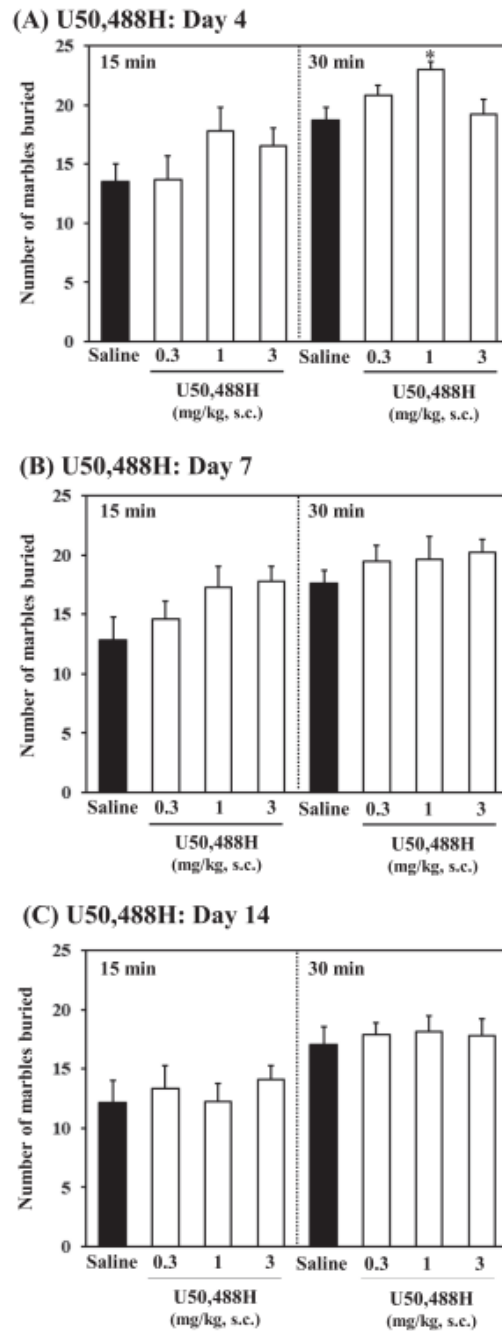 (A) U50,488H: Day 4
Number of marbles buried
25
20
15
10
5
0
15 min
30 min
*
Saline 0.3 1 3 Saline 0.3 1 3
U50,488H U50,488H
(mg/kg, s.c.) (mg/kg, s.c.)
(B) U50,488H: Day 7
Number of marbles buried
25
20
15
10
5
0
15 min
30 min
Saline 0.3 1 3 Saline 0.3 1 3
U50,488H U50,488H
(mg/kg, s.c.) (mg/kg, s.c.)
(C) U50,488H: Day 14
Number of marbles buried
25
20
15
10
5
0
15 min
30 min
Saline 0.3 1 3 Saline 0.3 1 3
U50,488H U50,488H
(mg/kg, s.c.) (mg/kg, s.c.)